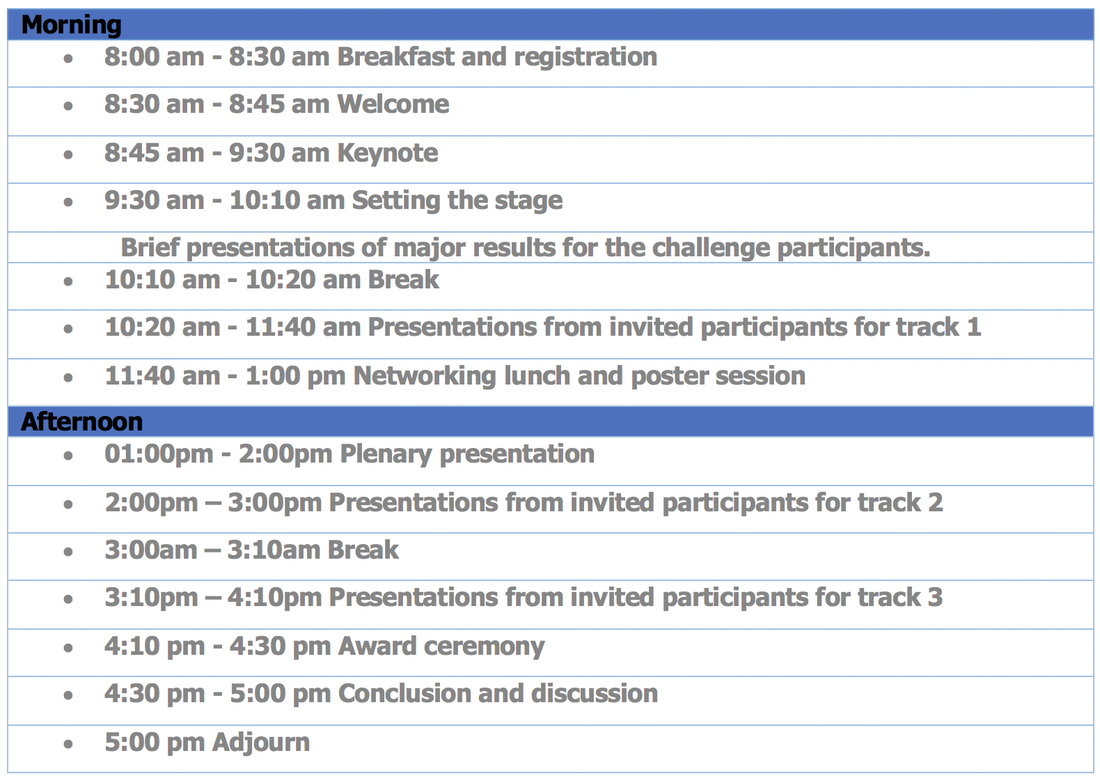 Morning
• 8:00 am - 8:30 am Breakfast and registration
• 8:30 am - 8:45 am Welcome
• 8:45 am - 9:30 am Keynote
• 9:30 am - 10:10 am Setting the stage
Brief presentations of major results for the challenge participants.
• 10:10 am - 10:20 am Break
• 10:20 am - 11:40 am Presentations from invited participants for track 1
• 11:40 am - 1:00 pm Networking lunch and poster session
Afternoon
• 01:00pm - 2:00pm Plenary presentation
• 2:00pm – 3:00pm Presentations from invited participants for track 2
• 3:00am – 3:10am Break
• 3:10pm – 4:10pm Presentations from invited participants for track 3
• 4:10 pm - 4:30 pm Award ceremony
• 4:30 pm - 5:00 pm Conclusion and discussion
• 5:00 pm Adjourn